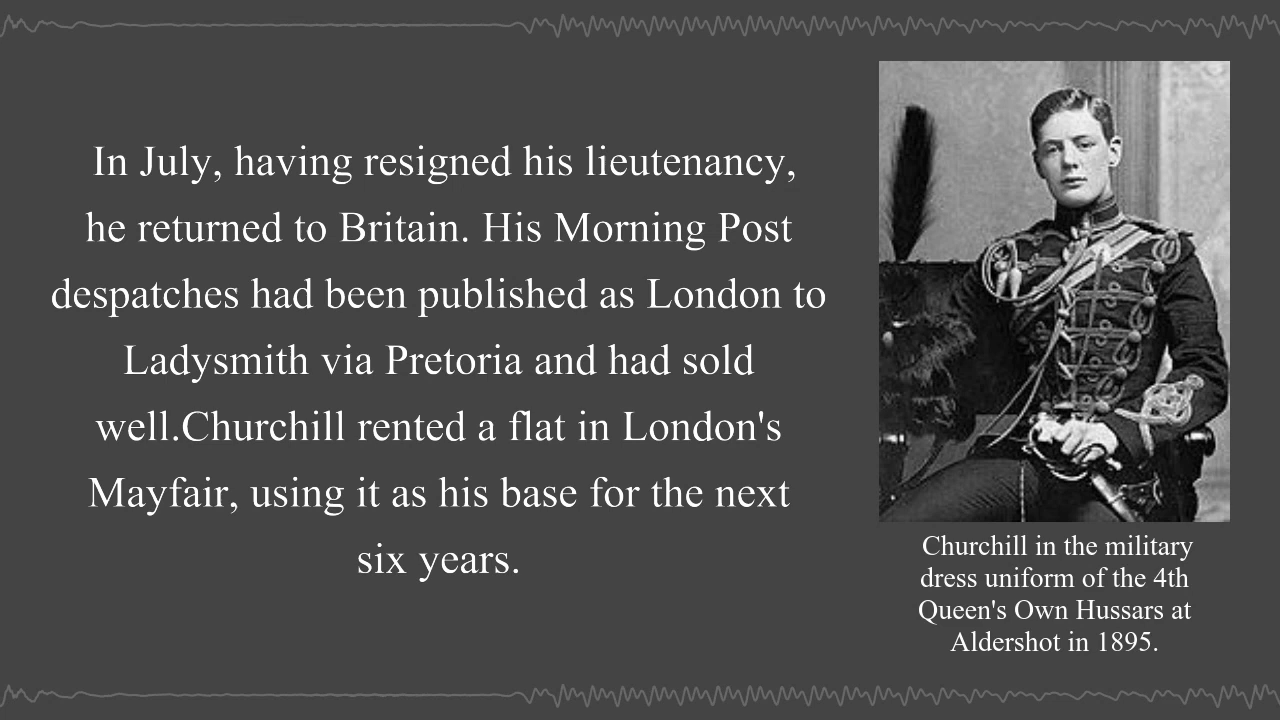 In July, having resigned his lieutenancy,
he returned to Britain. His Morning Post
despatches had been published as London to
Ladysmith via Pretoria and had sold
well.Churchill rented a flat in London's
Mayfair, using it as his base for the next
six years.
Churchill in the military
dress uniform of the 4th
Queen's Own Hussars at
Aldershot in 1895.